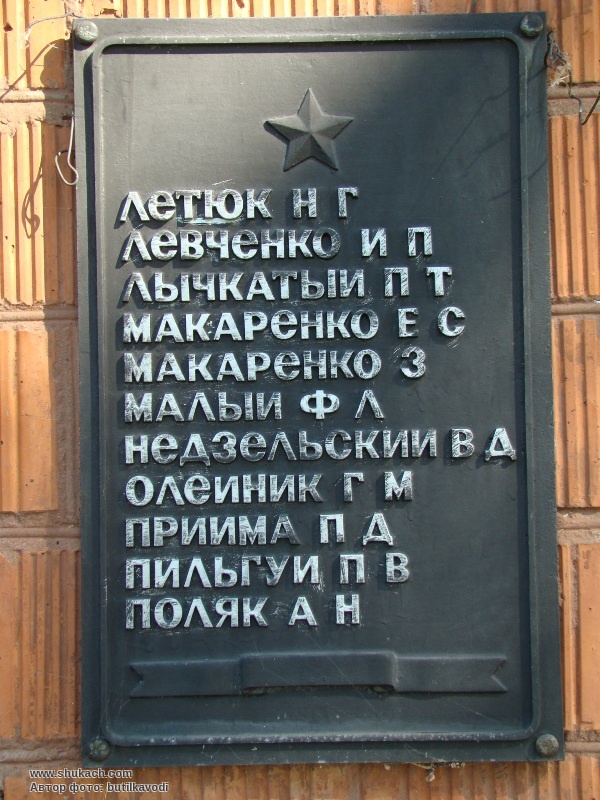 ЛЕТЮК Н Г
ЛЕВЧЕНКО И П
ЛЫЧКАТЫИ П Т
МАКАРЕНКО Е С
МАКАРЕНКО З
МАЛЫИ Ф Л
НЕДЗЕЛЬСКИИ В Д
ОЛЕИНИК Г М
ПРИИМА П Д
ПИЛЬГУИ П В
ПОЛЯК А Н
www.shukach.com
Автор фото: butilkavodi